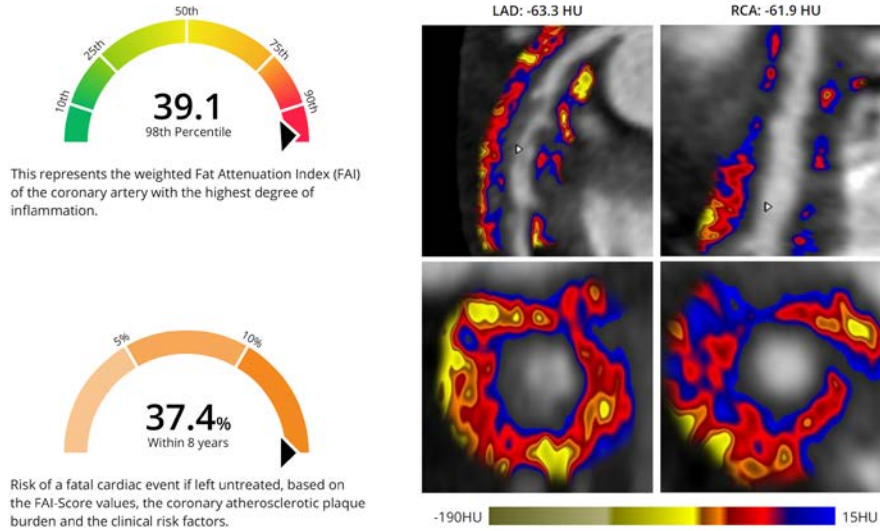 10th
25th
50th
75th
90th
39.1
98th Percentile
This represents the weighted Fat Attenuation Index (FAI)
of the coronary artery with the highest degree of
inflammation.
5%
10%
37.4%
Within 8 years
Risk of a fatal cardiac event if left untreated, based on
the FAI-Score values, the coronary atherosclerotic plaque
burden and the clinical risk factors.
LAD: -63.3 HU
RCA: -61.9 HU
-190HU
15HU